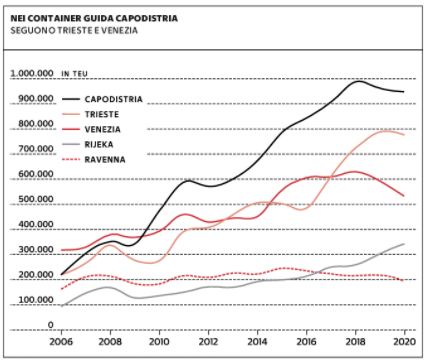 NEI CONTAINER GUIDA CAPODISTRIA
SEGUONO TRIESTE E VENEZIA
1.000.000 IN TEU
900.000
800.000
700.000
600.000
500.000
400.000
300.000
200.000
100.000
0
CAPODISTRIA
TRIESTE
VENEZIA
RIJEKA
RAVENNA
2006 2008 2010 2012 2014 2016 2018 2020